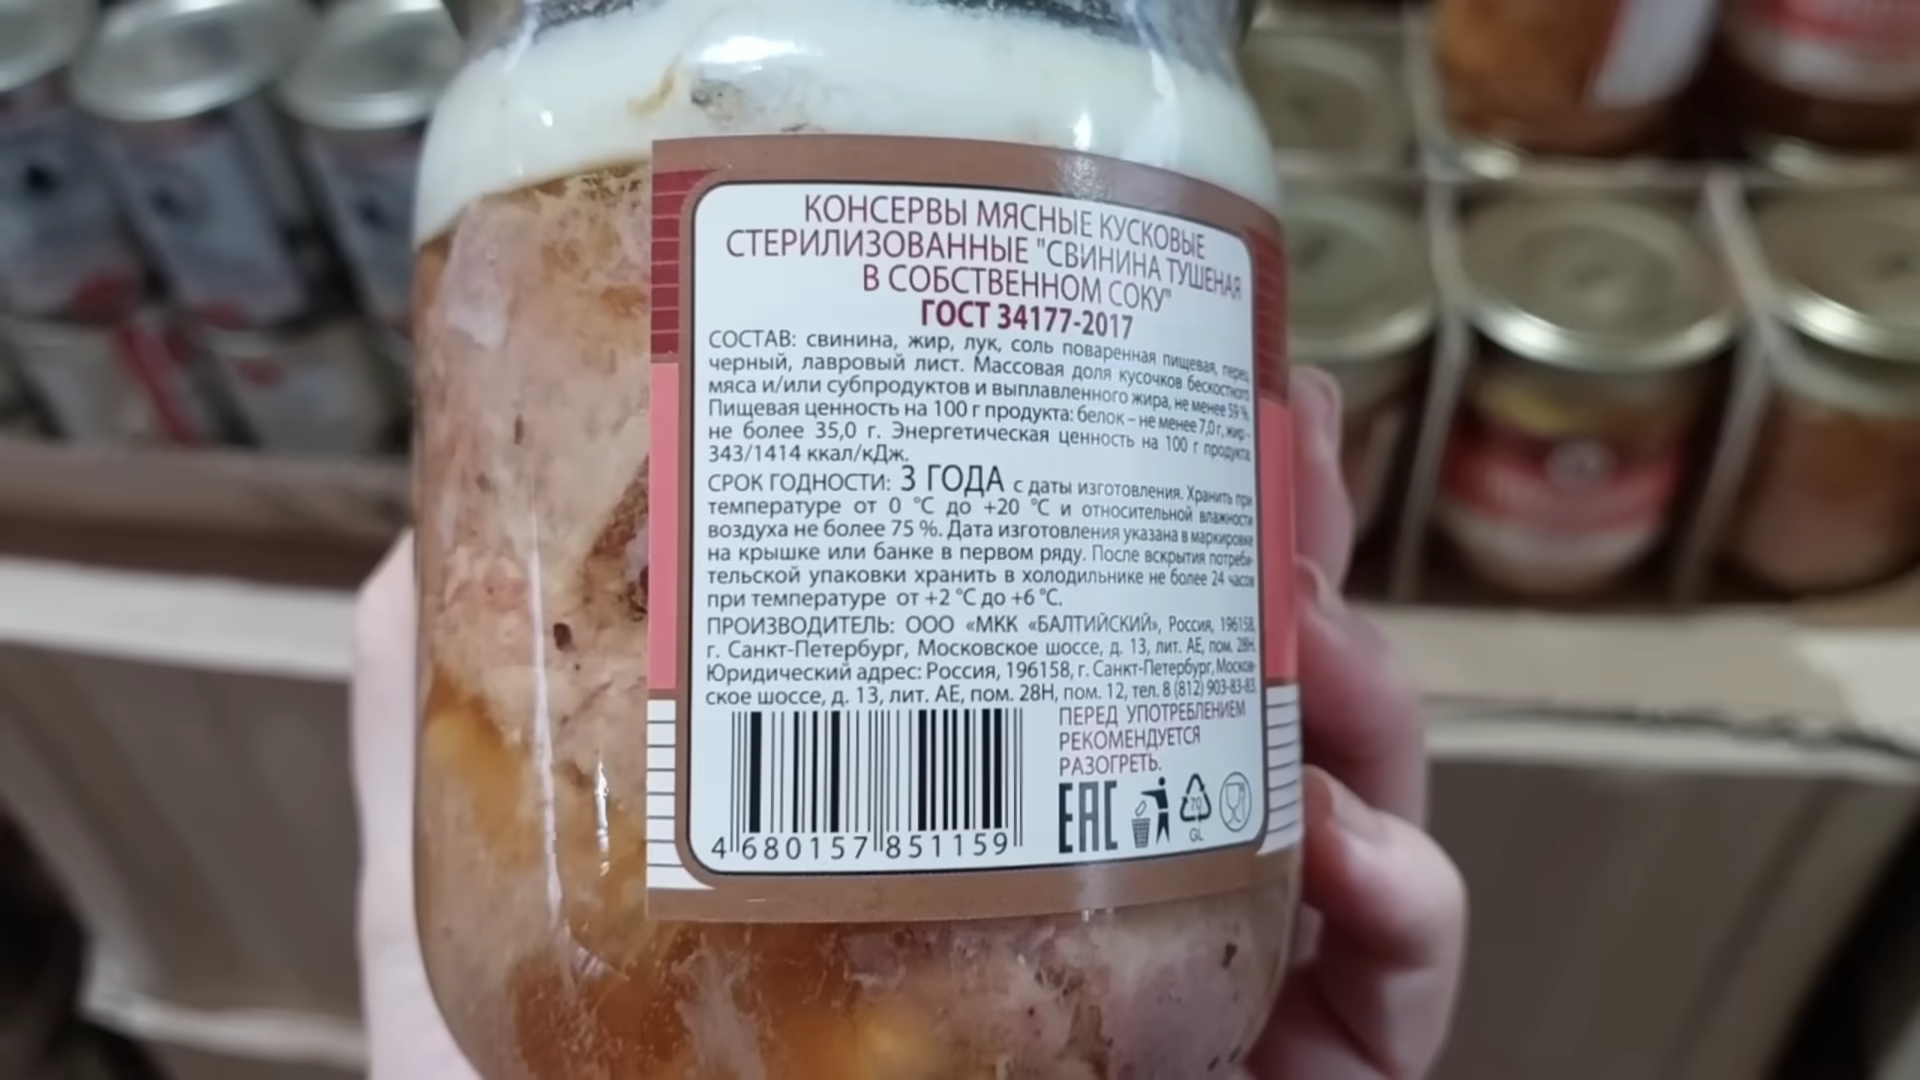 КОНСЕРВЫ МЯСНЫЕ КУСКОВЫЕ
СТЕРИЛИЗОВАННЫЕ "СВИНИНА ТУШЕНАЯ
В СОБСТВЕННОМ СОКУ"
ГОСТ 34177-2017
СОСТАВ: свинина, жир, лук, соль поваренная пищевая, перец
черный, лавровый лист. Массовая доля кусочков бескостного
мяса и/или субпродуктов и выплавленного жира, не менее 59 %.
Пищевая ценность на 100 г продукта: белок – не менее 7,0 г, жир –
не более 35,0 г. Энергетическая ценность на 100 г продукта
343/1414 ккал/кДж.
СРОК ГОДНОСТИ: 3 ГОДА с даты изготовления. Хранить при
температуре от 0 °С до +20 °С и относительной влажности
воздуха не более 75 %. Дата изготовления указана в маркировке
на крышке или банке в первом ряду. После вскрытия потреби-
тельской упаковки хранить в холодильнике не более 24 часов
при температуре от +2 °С до +6 °С.
ПРОИЗВОДИТЕЛЬ: ООО «МКК «БАЛТИЙСКИЙ», Россия, 196158,
г. Санкт-Петербург, Московское шоссе, д. 13, лит. АЕ, пом. 28Н.
Юридический адрес: Россия, 196158, г. Санкт-Петербург, Москов-
ское шоссе, д. 13, лит. АЕ, пом. 28Н, пом. 12, тел. 8 (812) 903-83-83.
ПЕРЕД УПОТРЕБЛЕНИЕМ
РЕКОМЕНДУЕТСЯ
РАЗОГРЕТЬ.
EAC
70
GL
4 680157 851159